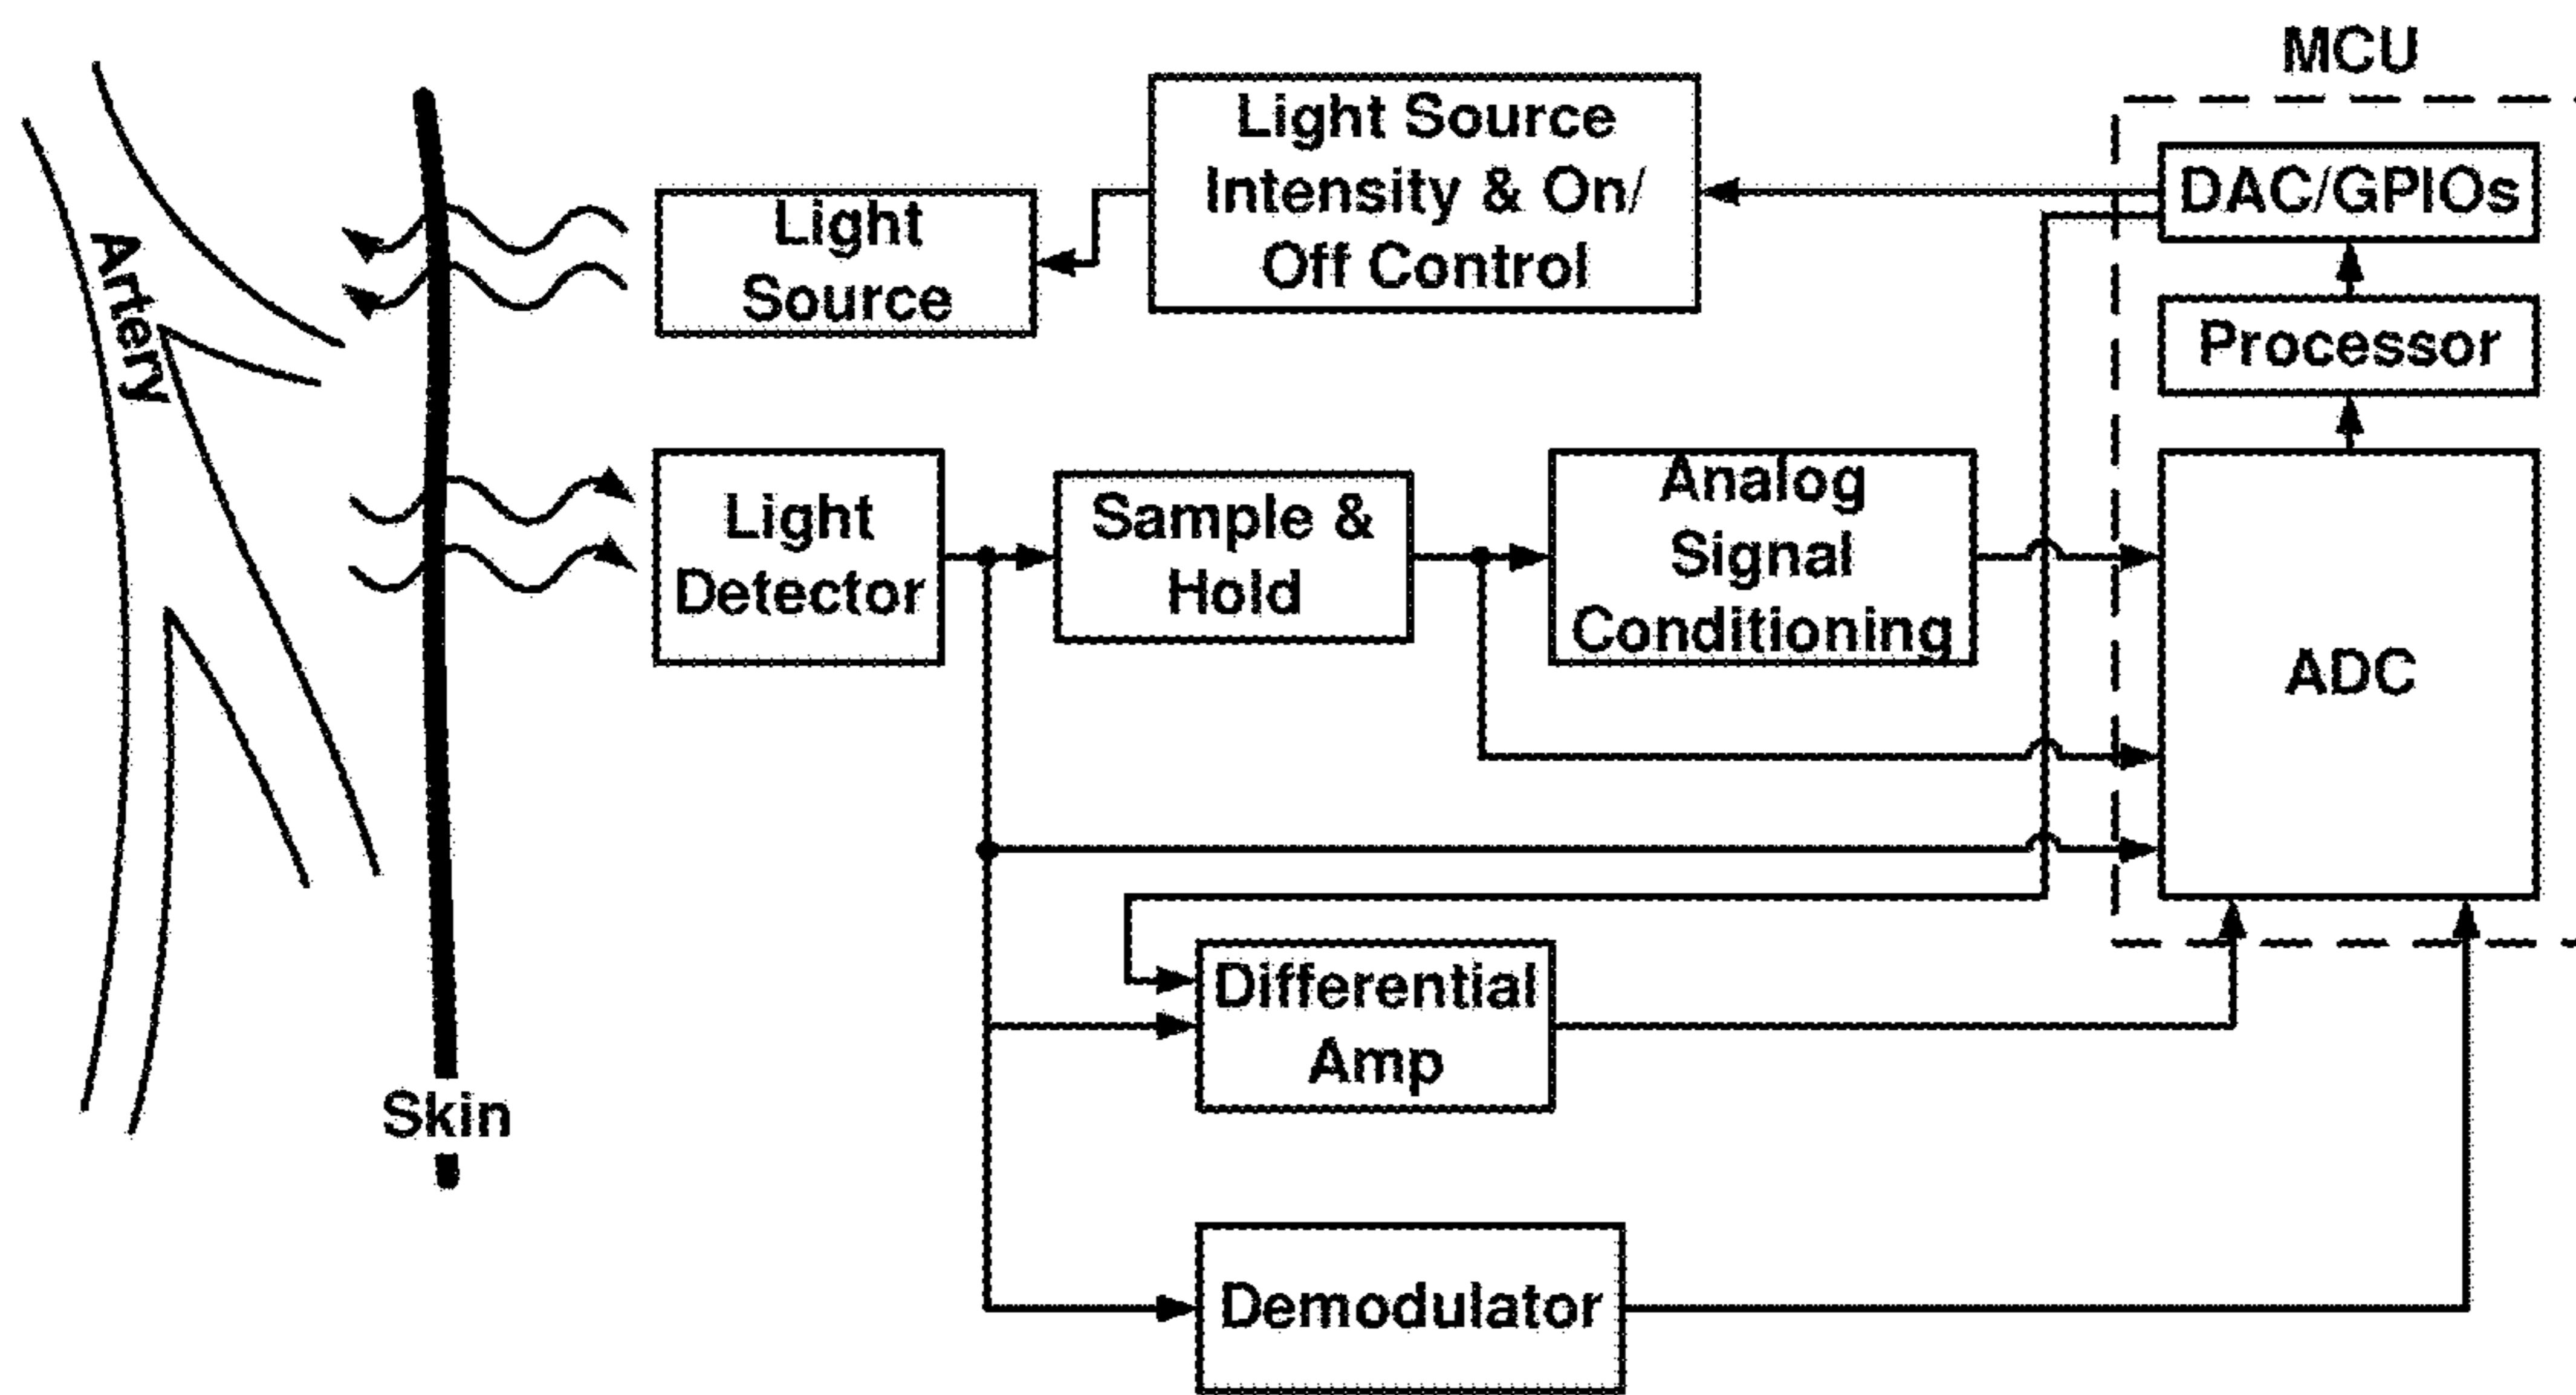 MCU
Light Source
Intensity & On/
Off Control
DAC/GPIOs
Light
Source
Artery
Processor
Light
Detector
Sample &
Hold
Analog
Signal
Conditioning
ADC
Differential
Amp
Skin
Demodulator